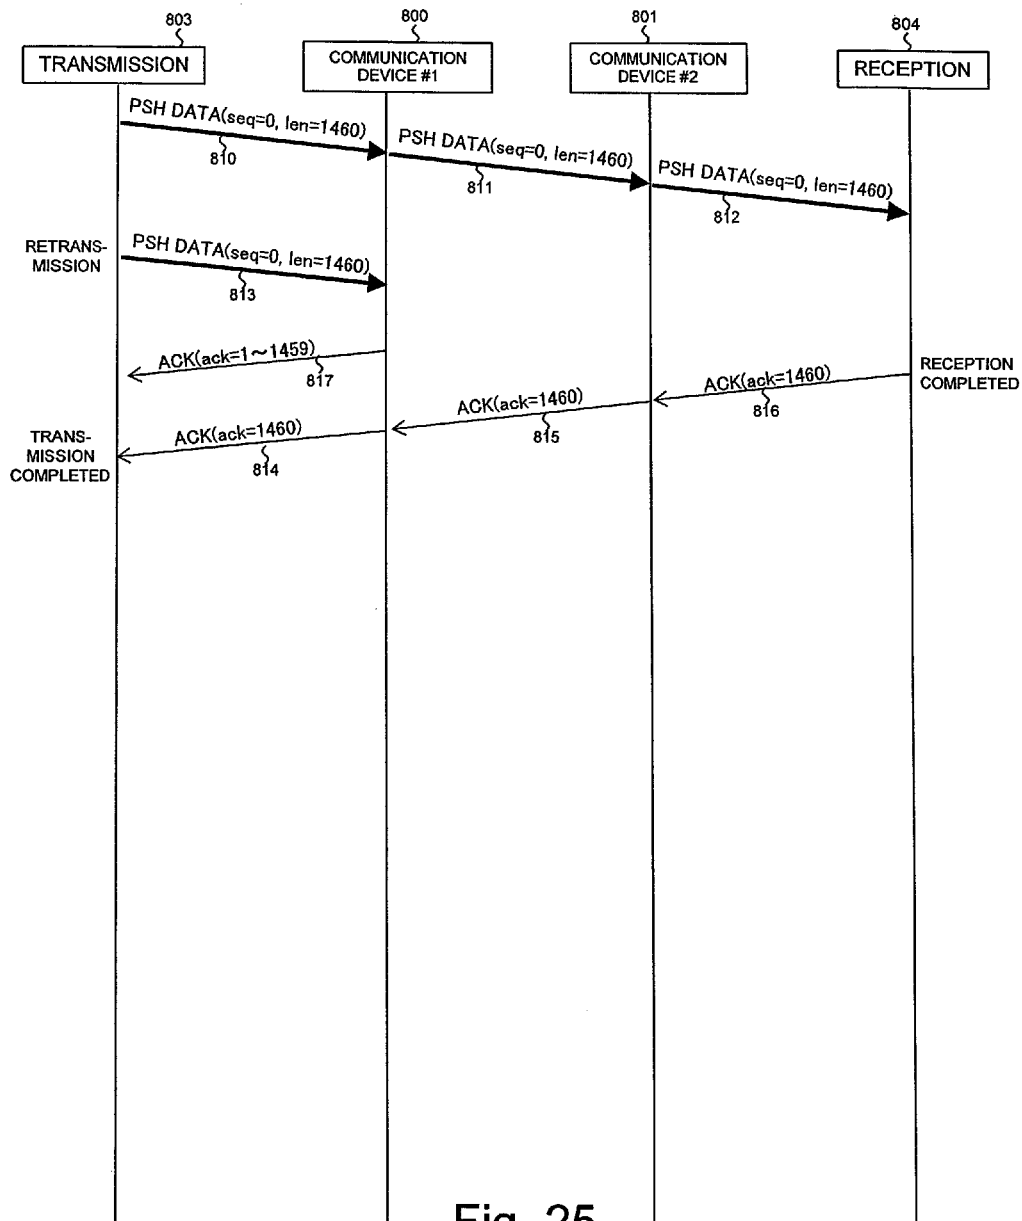 803
800
801
804
TRANSMISSION
COMMUNICATION
DEVICE #1
COMMUNICATION
DEVICE #2
RECEPTION
PSH DATA(seq=0, len=1460)
810
PSH DATA(seq=0, len=1460)
811
PSH DATA(seq=0, len=1460)
812
RETRANS-
MISSION
PSH DATA(seq=0, len=1460)
813
ACK(ack=1～1459)
817
RECEPTION
COMPLETED
ACK(ack=1460)
816
ACK(ack=1460)
815
ACK(ack=1460)
814
TRANS-
MISSION
COMPLETED
Fig. 25